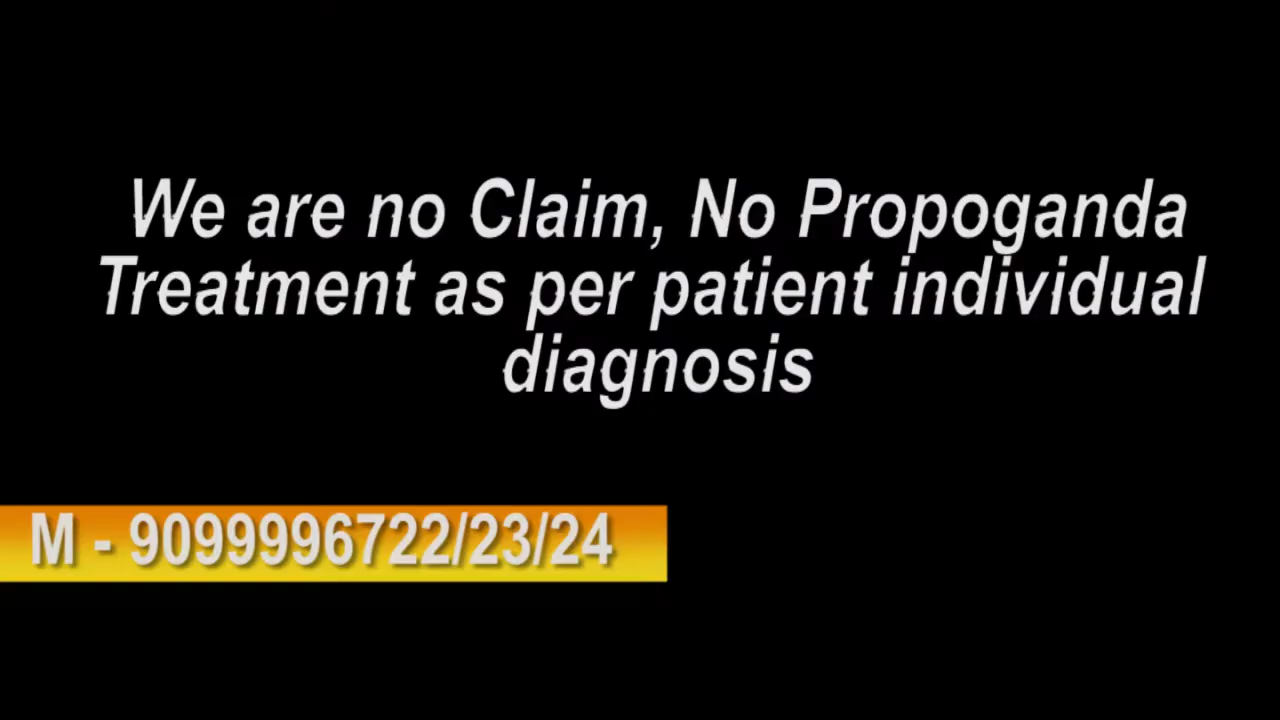 We are no Claim, No Propoganda
Treatment as per patient individual
diagnosis
M - 9099996722/23/24